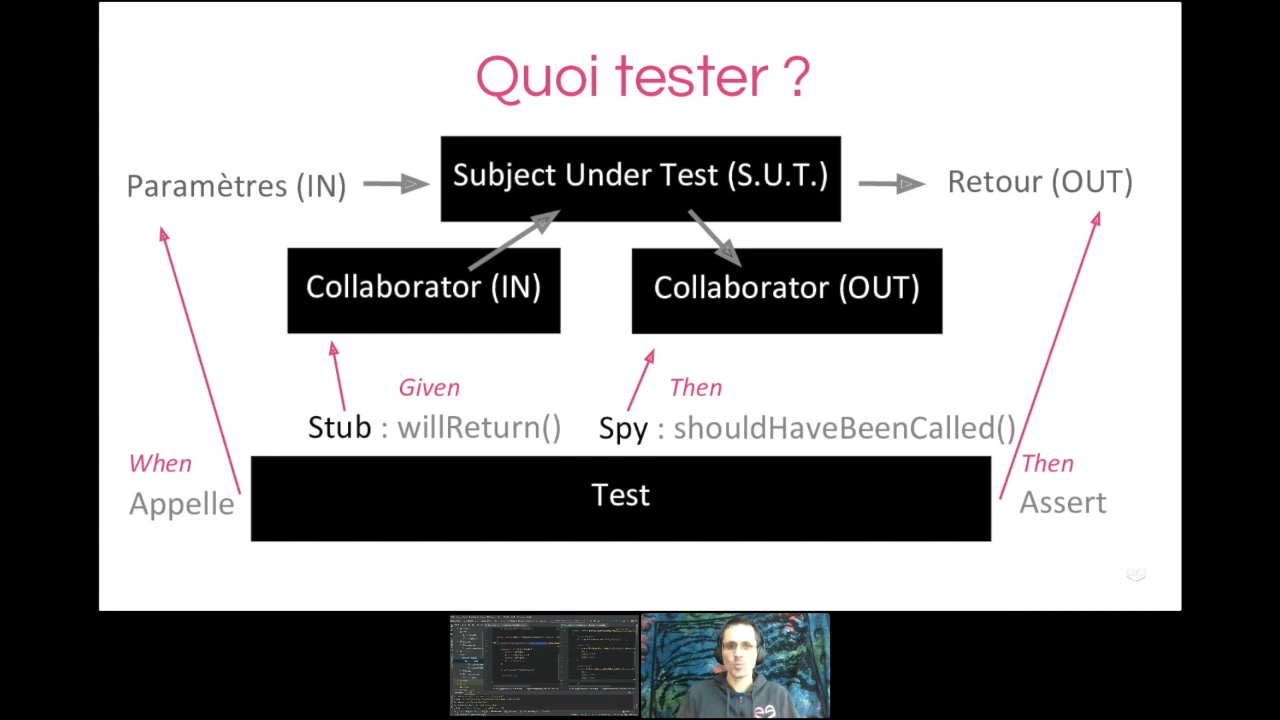 Quoi tester ?
Paramètres (IN)
Subject Under Test (S.U.T.)
Retour (OUT)
Collaborator (IN)
Collaborator (OUT)
Given
Then
Stub : willReturn()
Spy : shouldHaveBeenCalled()
When
Then
Appelle
Test
Assert